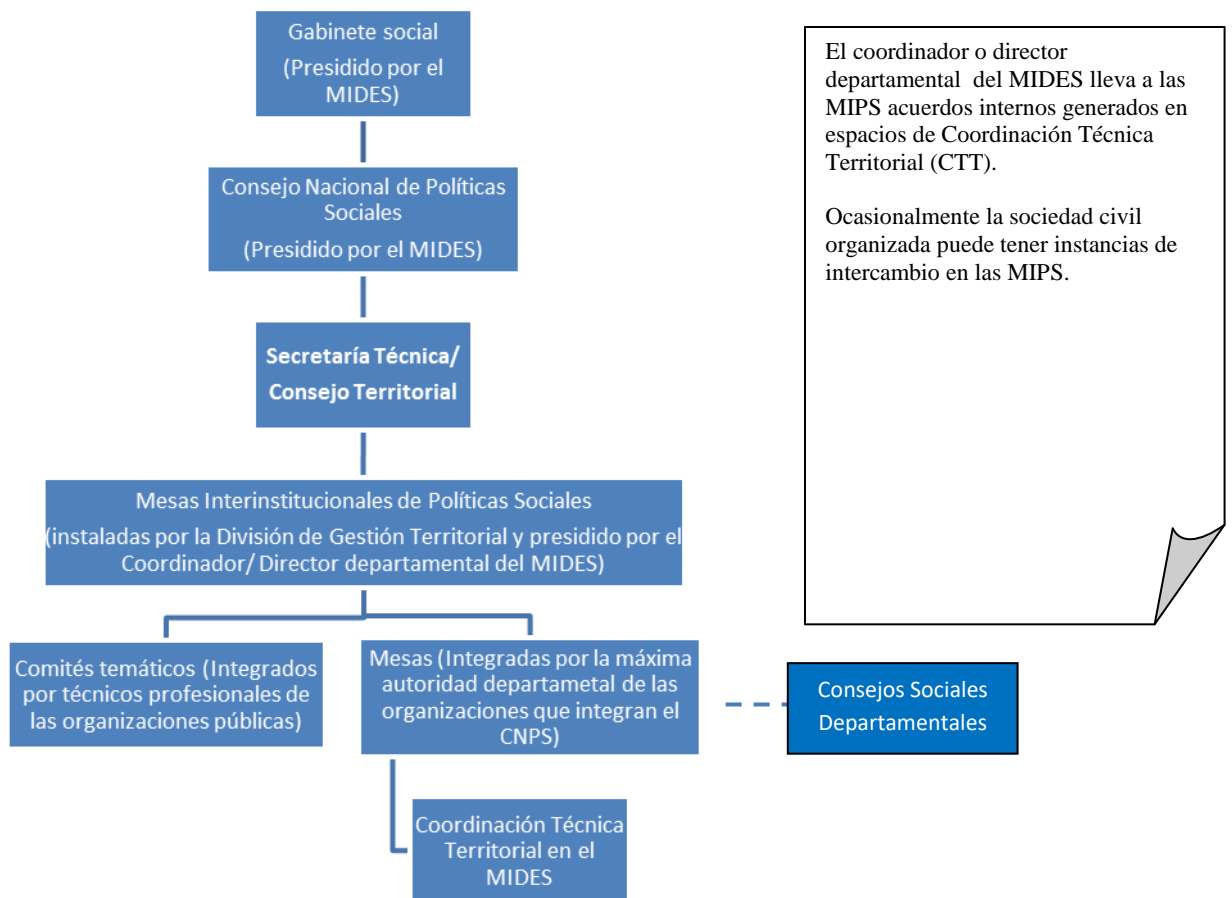 Gabinete social
(Presidido por el
MIDES)
Consejo Nacional de Políticas
Sociales
(Presidido por el MIDES)
Secretaría Técnica/
Consejo Territorial
Mesas Interinstitucionales de Políticas Sociales
(instaladas por la División de Gestión Territorial y presidido por el
Coordinador/ Director departamental del MIDES)
Comités temáticos (Integrados
por técnicos profesionales de
las organizaciones públicas)
Mesas (Integradas por la máxima
autoridad departametal de las
organizaciones que integran el
CNPS)
Consejos Sociales
Departamentales
Coordinación Técnica
Territorial en el
MIDES
El coordinador o director
departamental del MIDES lleva a las
MIPS acuerdos internos generados en
espacios de Coordinación Técnica
Territorial (CTT).
Ocasionalmente la sociedad civil
organizada puede tener instancias de
intercambio en las MIPS.